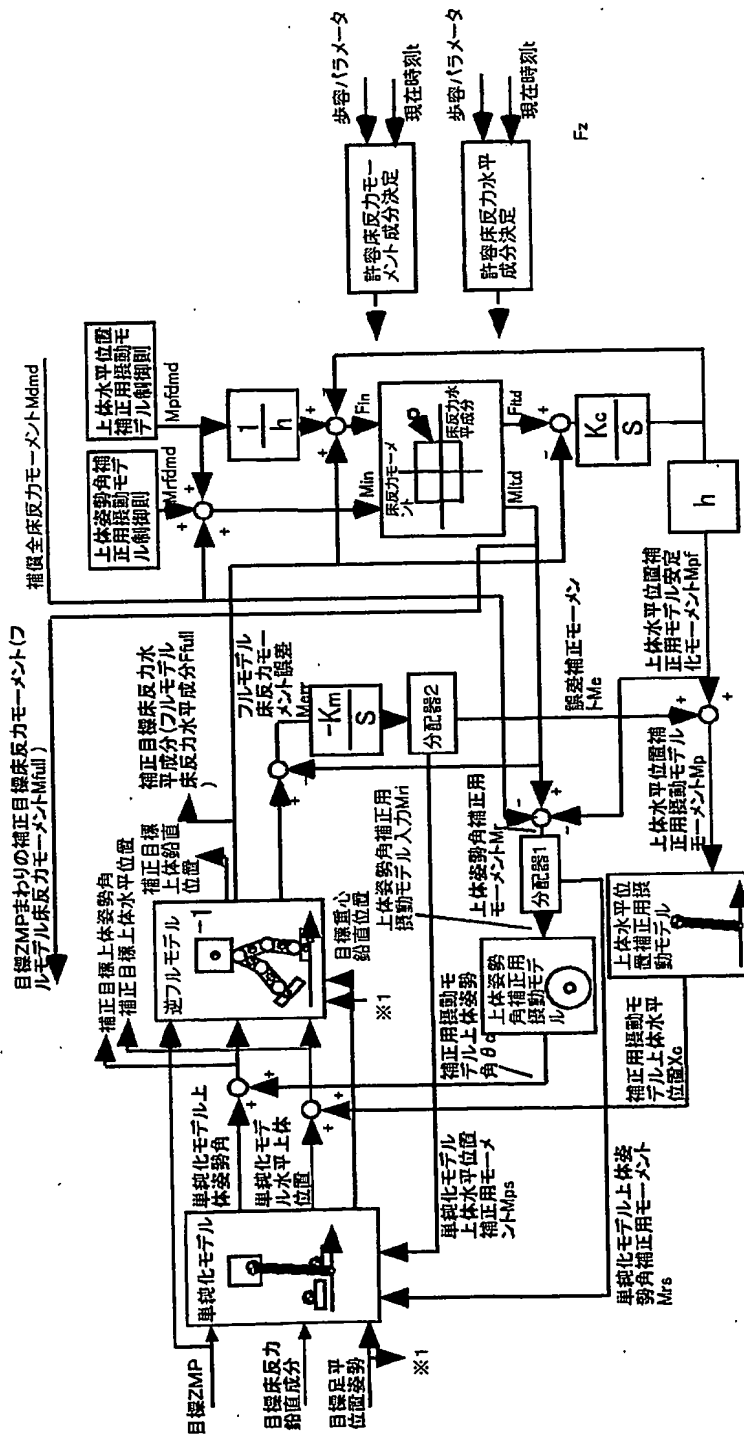 目標ZMPまわりの補正目標床反力モーメント(フ
ルモデル床反力モーメントMfull)
補償全床反力モーメントMdmd
上体姿勢角補
正用摂動モデ
ル制御則
Mrfdmd
上体水平位置
補正用摂動モ
デル制御則
Mpfdmd
1
h
+
+
+
+
+
+
Min
Fin
床反力モーメ
ント
床反力水
平成分
Mltd
Fltd
+
-
Kc
S
h
許容床反力モー
メント成分決定
歩容パラメータ
現在時刻t
許容床反力水平
成分決定
歩容パラメータ
現在時刻t
Fz
補正目標上体姿勢角
補正目標上体水平位置
補正目標
上体鉛直
位置
補正目標床反力水
平成分(フルモデル
床反力水平成分Ffull
)
フルモデル
床反力モー
メント誤差
Merr
+
-
-Km
S
分配器2
誤差補正モーメン
トMe
上体水平位置補
正用モデル安定
化モーメントMpf
+
+
上体水平位置補
正用摂動モデル
モーメントMp
逆フルモデル
-1
目標重心
鉛直位置
※1
上体姿勢角補正用
摂動モデル入力Mri
上体姿勢角補正用
モーメントMr
-
+
-
分配器1
上体姿勢
角補正用
摂動モデ
ル
上体水平位
置補正用摂
動モデル
補正用摂動モ
デル上体姿勢
角θc
補正用摂動モ
デル上体水平
位置Xc
単純化モデル上
体姿勢角
単純化モデ
ル水平上体
位置
+
+
+
+
単純化モデル
単純化モデル
上体水平位置
補正用モーメ
ントMps
単純化モデル上体姿
勢角補正用モーメント
Mrs
目標ZMP
目標床反力
鉛直成分
目標足平
位置姿勢
※1